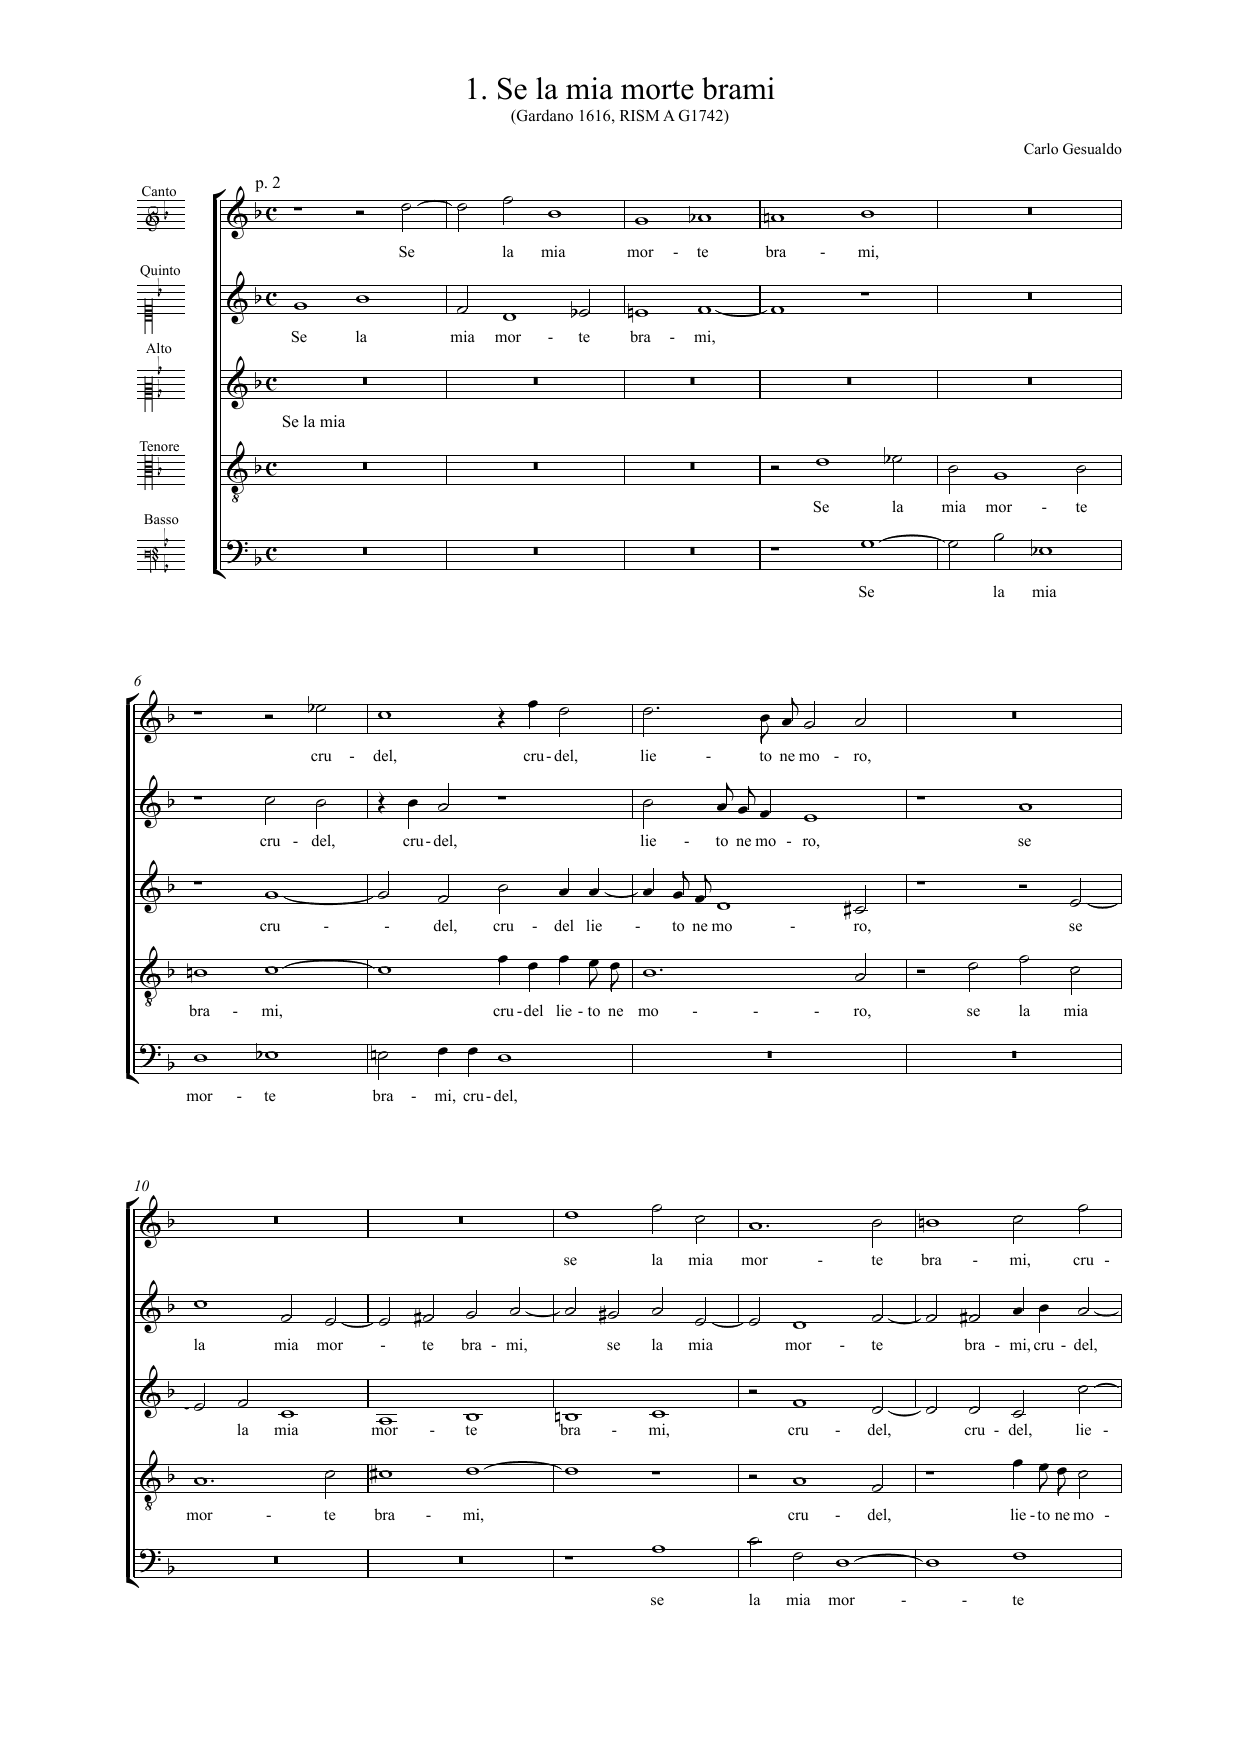 1. Se la mia morte brami
(Gardano 1616, RISM A G1742)
Carlo Gesualdo
p. 2
Canto
Se la mia mor - te bra - mi,
Quinto
Se la mia mor - te bra - mi,
Alto
Se la mia
Tenore
8
Se la mia mor - te
Basso
Se la mia
6
cru - del, cru - del, lie - to ne mo - ro,
cru - del, cru - del, lie - to ne mo - ro, se
cru - - del, cru - del lie - to ne mo - ro, se
8
bra - mi, cru - del lie - to ne mo - - - ro, se la mia
mor - te bra - mi, cru - del,
10
se la mia mor - te bra - mi, cru -
la mia mor - te bra - mi, se la mia mor - te bra - mi, cru - del,
la mia mor - te bra - mi, cru - del, cru - del, lie -
8
mor - te bra - mi, cru - del, lie - to ne mo -
se la mia mor - - te